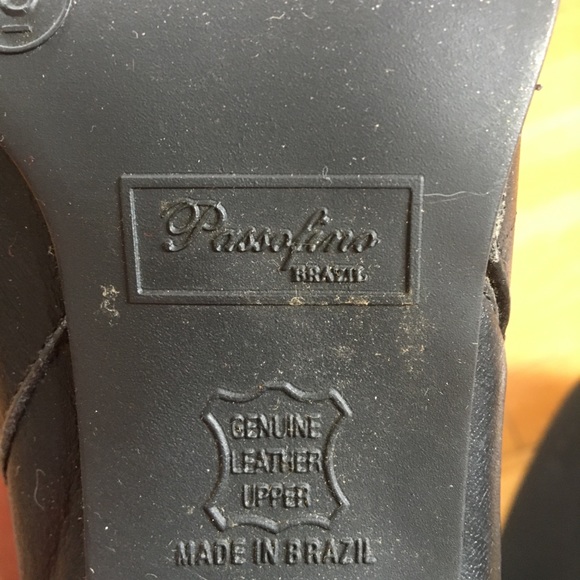 Passofino
BRAZIL
GENUINE
LEATHER
UPPER
MADE IN BRAZIL